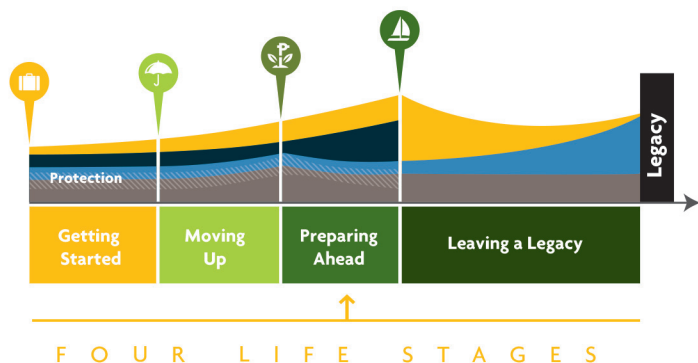 Protection
Legacy
Getting
Started
Moving
Up
Preparing
Ahead
Leaving a Legacy
FOUR LIFE STAGES